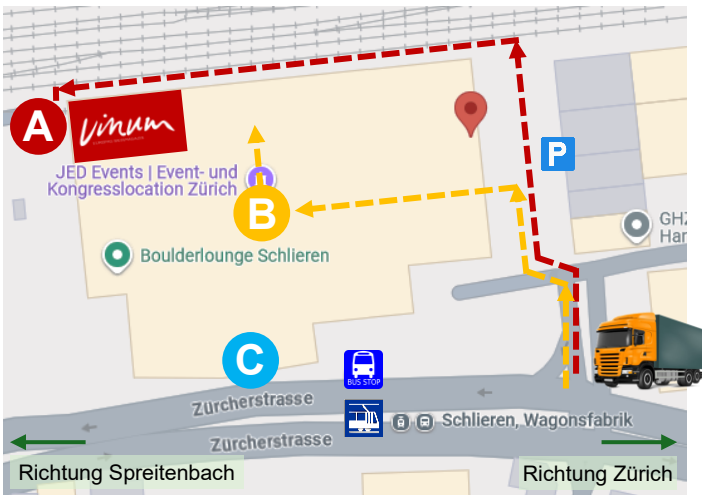 A
Vinum
P
JED Events | Event- und
Kongresslocation Zürich
B
GHZ
Har
Boulderlounge Schlieren
C
BUS STOP
Zürcherstrasse
Schlieren, Wagonsfabrik
Zürcherstrasse
Richtung Spreitenbach
Richtung Zürich